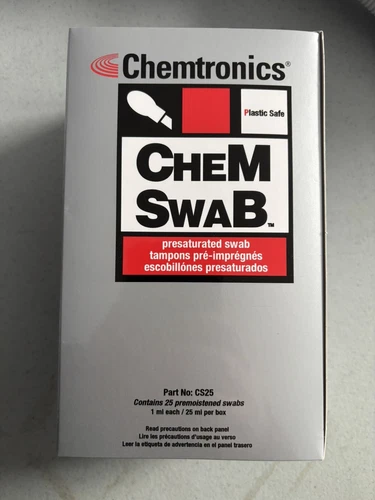 Chemtronics®
Plastic Safe
CHEM
SWAB™
presaturated swab
tampons pré-imprégnés
escobillónes presaturados
Part No: CS25
Contains 25 premoistened swabs
1 ml each / 25 ml per box
Read precautions on back panel
Lire les précautions d'usage au verso
Leer la etiqueta de advertencia en el panel trasero